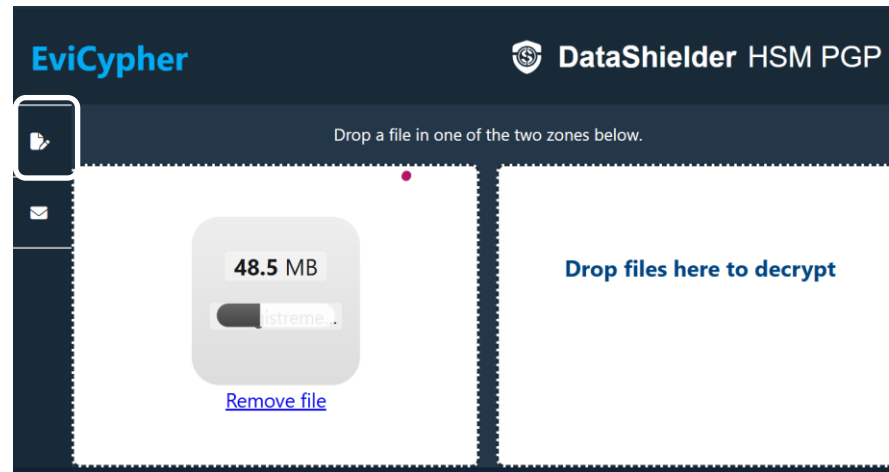 EviCypher
DataShielder HSM PGP
Drop a file in one of the two zones below.
48.5 MB
Remove file
Drop files here to decrypt